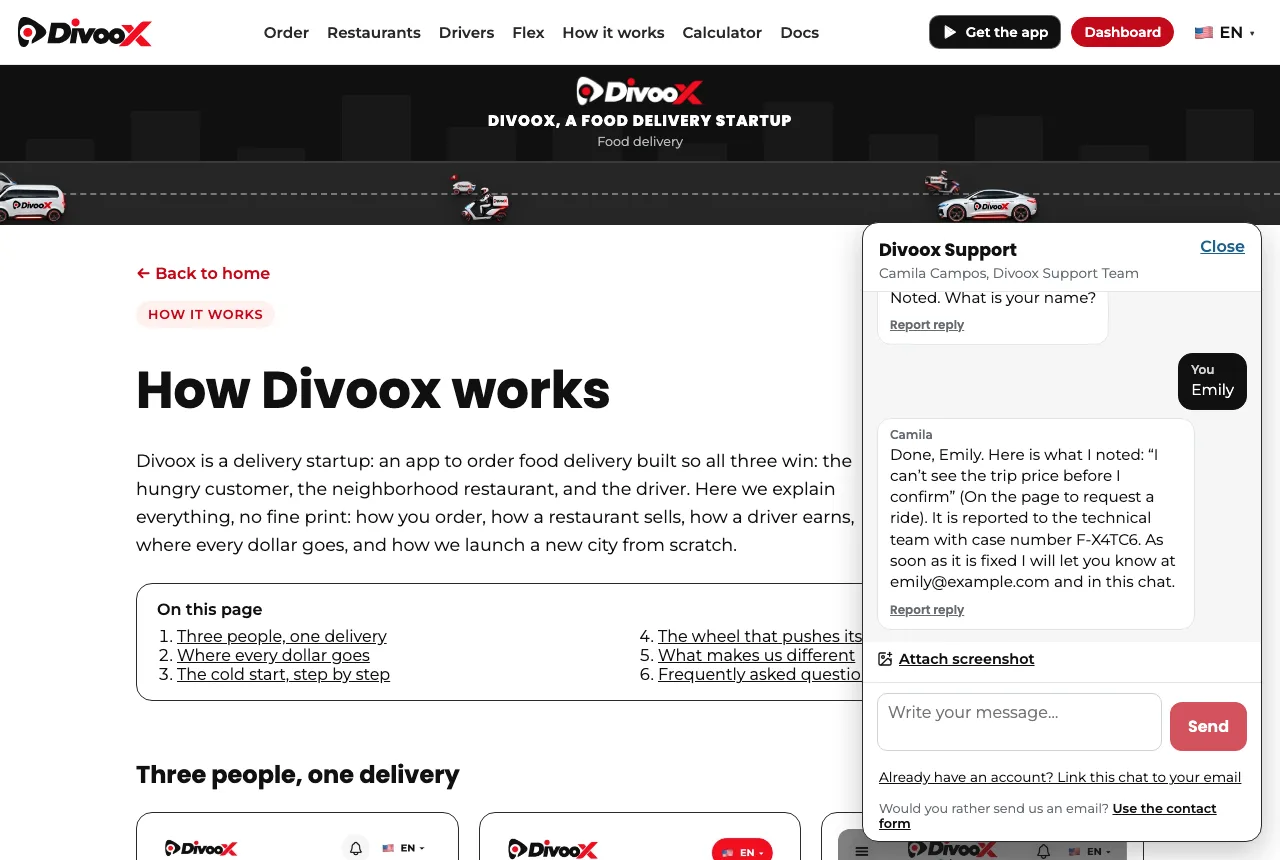 DivooX
Order
Restaurants
Drivers
Flex
How it works
Calculator
Docs
Get the app
Dashboard
EN
DivooX
DIVOOX, A FOOD DELIVERY STARTUP
Food delivery
DivooX
DivooX
← Back to home
HOW IT WORKS
How Divoox works
Divoox is a delivery startup: an app to order food delivery built so all three win: the
hungry customer, the neighborhood restaurant, and the driver. Here we explain
everything, no fine print: how you order, how a restaurant sells, how a driver earns,
where every dollar goes, and how we launch a new city from scratch.
On this page
1. Three people, one delivery
2. Where every dollar goes
3. The cold start, step by step
4. The wheel that pushes its
5. What makes us different
6. Frequently asked questio
Three people, one delivery
DivooX
EN
DivooX
EN
DivooX
EN
Divoox Support
Close
Camila Campos, Divoox Support Team
Noted. What is your name?
Report reply
You
Emily
Camila
Done, Emily. Here is what I noted: “I
can’t see the trip price before I
confirm” (On the page to request a
ride). It is reported to the technical
team with case number F-X4TC6. As
soon as it is fixed I will let you know at
emily@example.com and in this chat.
Report reply
Attach screenshot
Write your message...
Send
Already have an account? Link this chat to your email
Would you rather send us an email? Use the contact
form